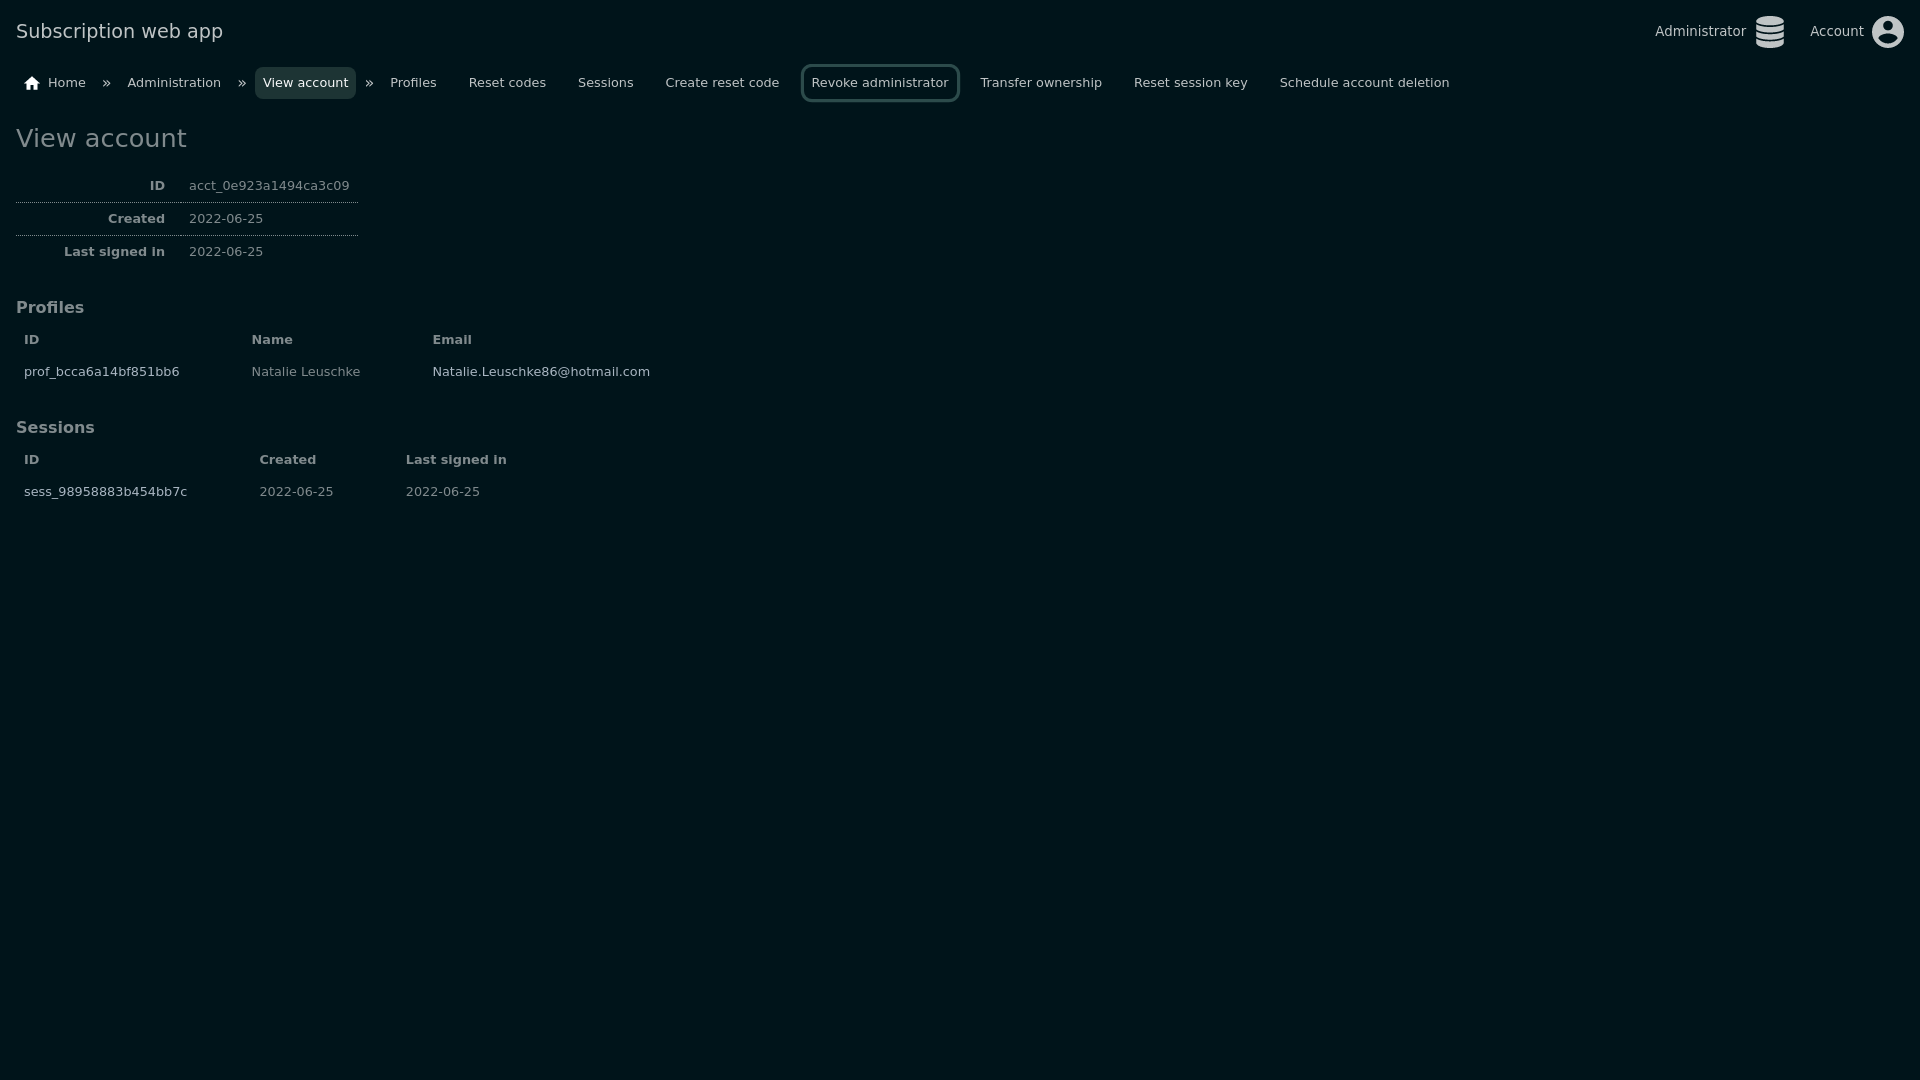 Subscription web app
Administrator Account
Home » Administration » View account » Profiles Reset codes Sessions Create reset code Revoke administrator Transfer ownership Reset session key Schedule account deletion
View account
ID acct_0e923a1494ca3c09
Created 2022-06-25
Last signed in 2022-06-25
Profiles
ID Name Email
prof_bcca6a14bf851bb6 Natalie Leuschke Natalie.Leuschke86@hotmail.com
Sessions
ID Created Last signed in
sess_98958883b454bb7c 2022-06-25 2022-06-25